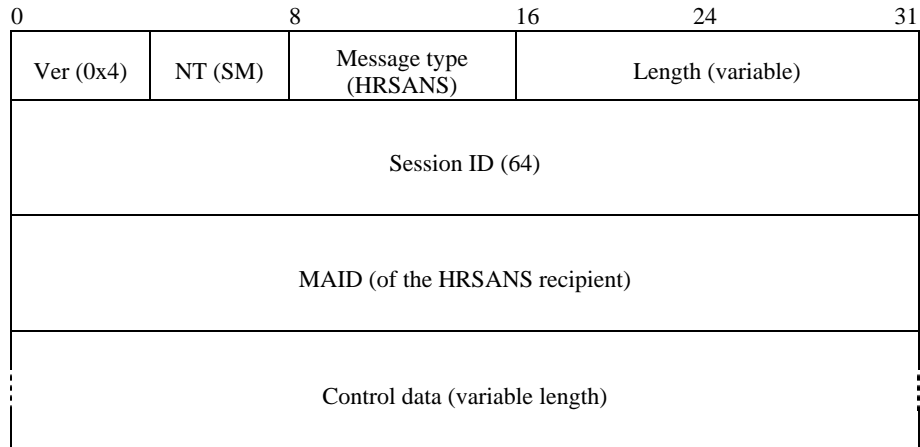 0 8 16 24 31
Ver (0x4) NT (SM) Message type (HRSANS) Length (variable)
Session ID (64)
MAID (of the HRSANS recipient)
Control data (variable length)